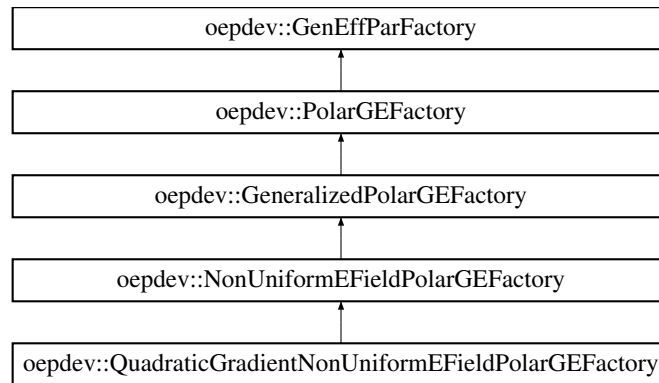 oepdev::GenEffParFactory
oepdev::PolarGEFactory
oepdev::GeneralizedPolarGEFactory
oepdev::NonUniformEFieldPolarGEFactory
oepdev::QuadraticGradientNonUniformEFieldPolarGEFactory